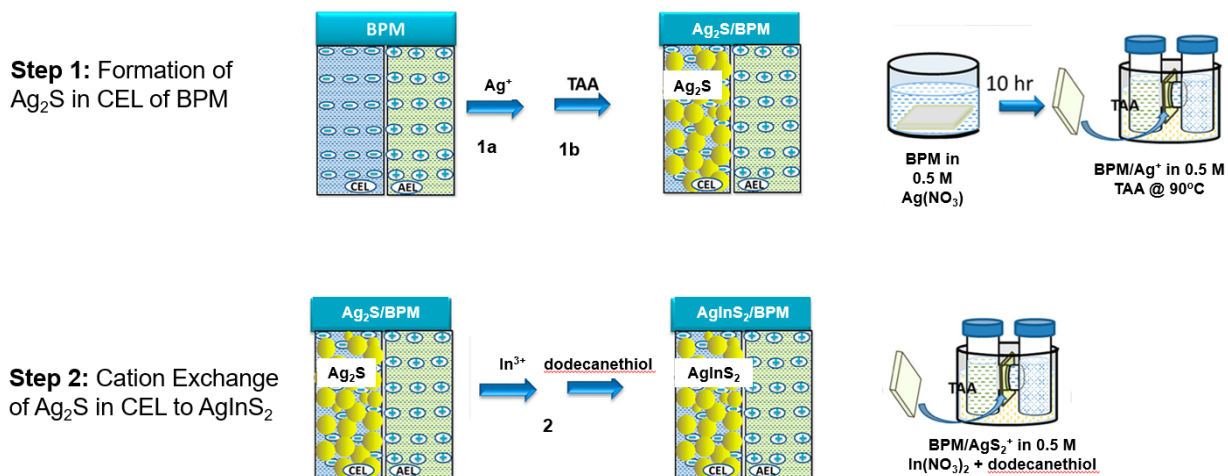 Step 1: Formation of
Ag₂S in CEL of BPM
BPM
CEL
AEL
Ag⁺
1a
TAA
1b
Ag₂S/BPM
Ag₂S
CEL
AEL
BPM in
0.5 M
Ag(NO₃)
10 hr
TAA
BPM/Ag⁺ in 0.5 M
TAA @ 90°C
Step 2: Cation Exchange
of Ag₂S in CEL to AgInS₂
Ag₂S/BPM
Ag₂S
CEL
AEL
In³⁺
dodecanethiol
2
AgInS₂/BPM
AgInS₂
CEL
AEL
TAA
BPM/AgS₂⁺ in 0.5 M
In(NO₃)₂ + dodecanethiol